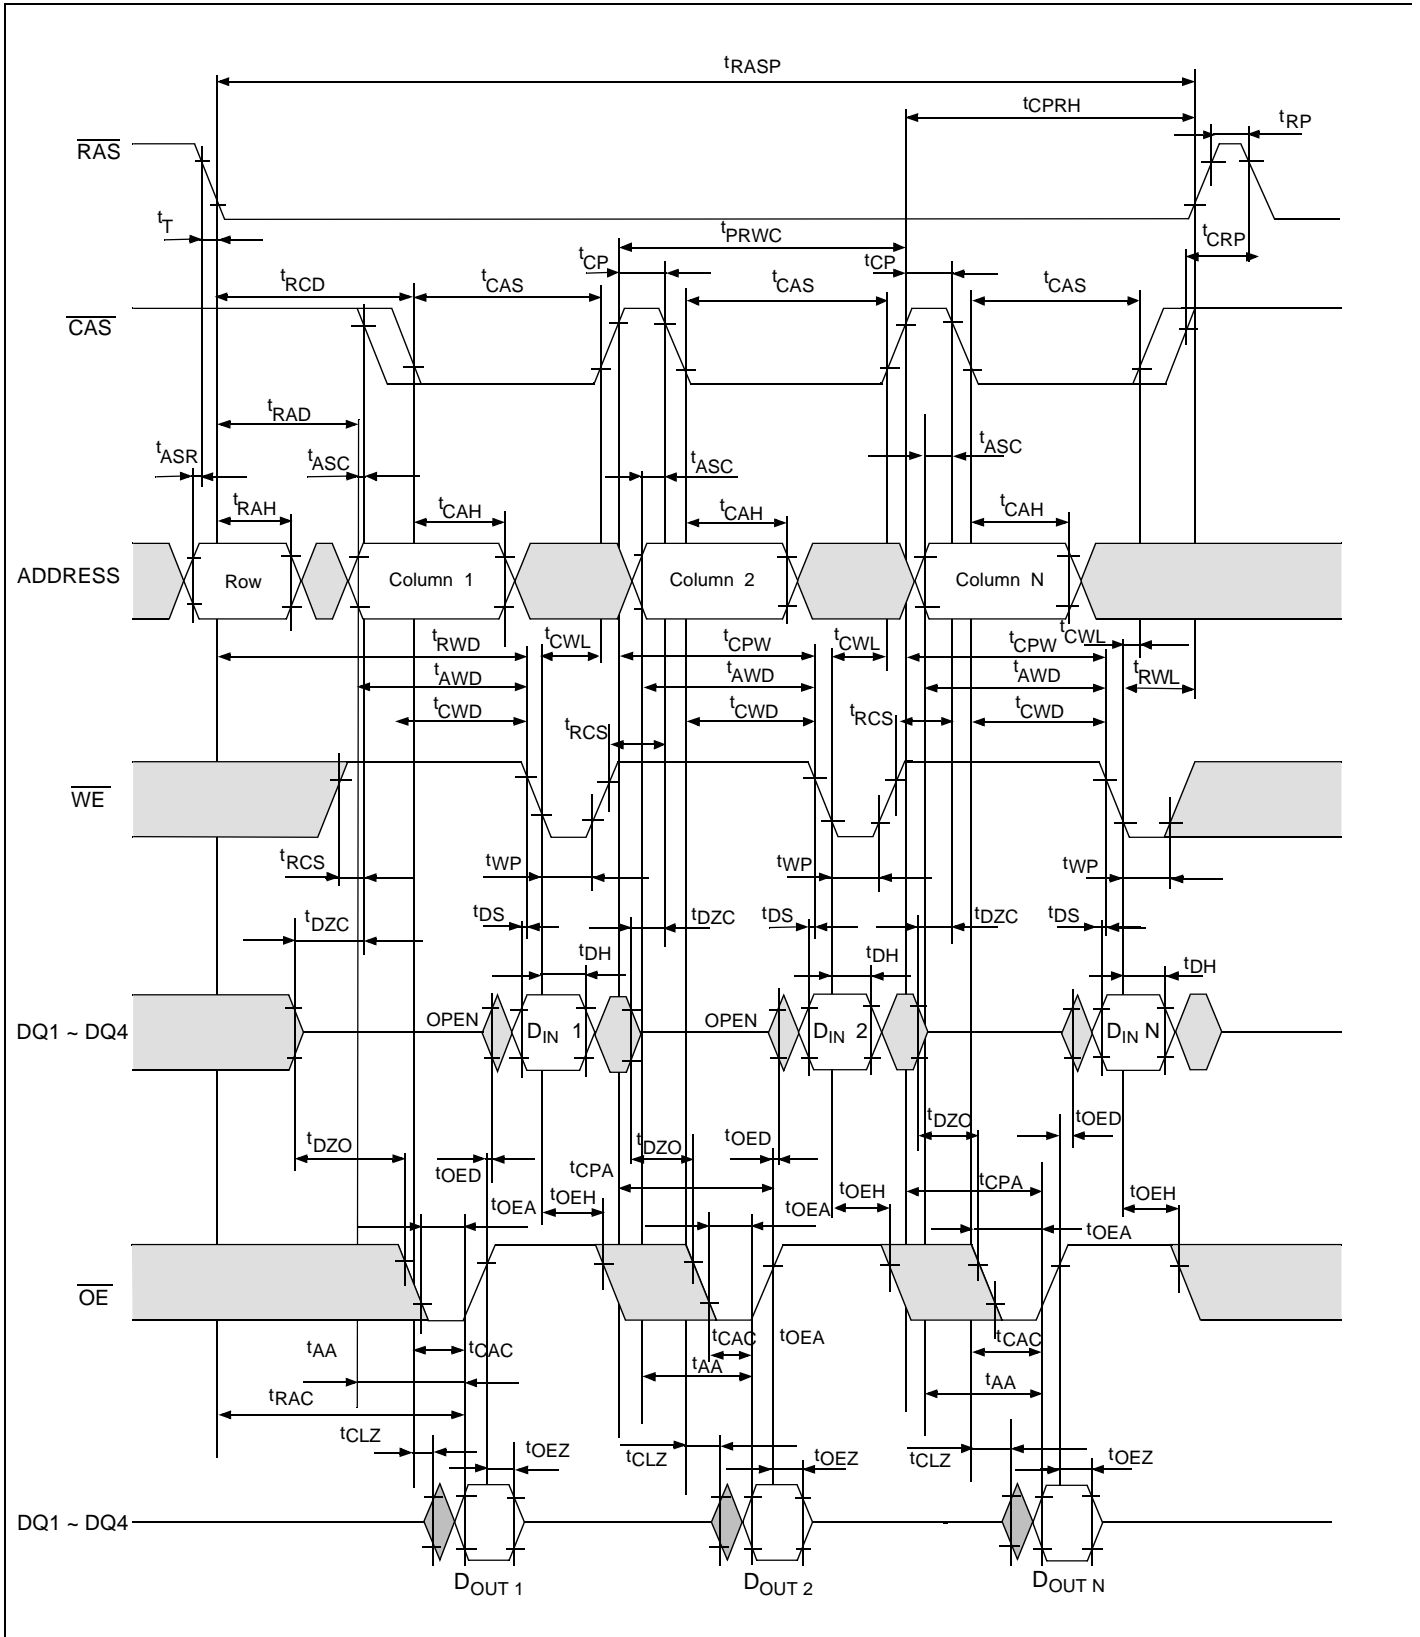 tRASP
tCPRH
tRP
RAS
tT
tPRWC
tCRP
tCP
tCP
tRCD
tCAS
tCAS
tCAS
CAS
tRAD
tASR
tASC
tASC
tASC
tRAH
tCAH
tCAH
tCAH
ADDRESS
Row
Column 1
Column 2
Column N
tRWD
tCWL
tCPW
tCWL
tCPW
tCWL
tAWD
tAWD
tAWD
tRWL
tCWD
tRCS
tCWD
tRCS
tCWD
WE
tRCS
tWP
tWP
tWP
tDZC
tDS
tDZC
tDS
tDZC
tDS
tDH
tDH
tDH
DQ1 ~ DQ4
OPEN
DIN 1
OPEN
DIN 2
DIN N
tDZO
tOED
tDZO
tOED
tDZO
tOED
tOEA
tOEH
tCPA
tOEA
tOEH
tCPA
tOEA
tOEH
OE
tAA
tCAC
tCAC
tOEA
tCAC
tRAC
tAA
tAA
tCLZ
tOEZ
tCLZ
tOEZ
tCLZ
tOEZ
DQ1 ~ DQ4
DOUT 1
DOUT 2
DOUT N